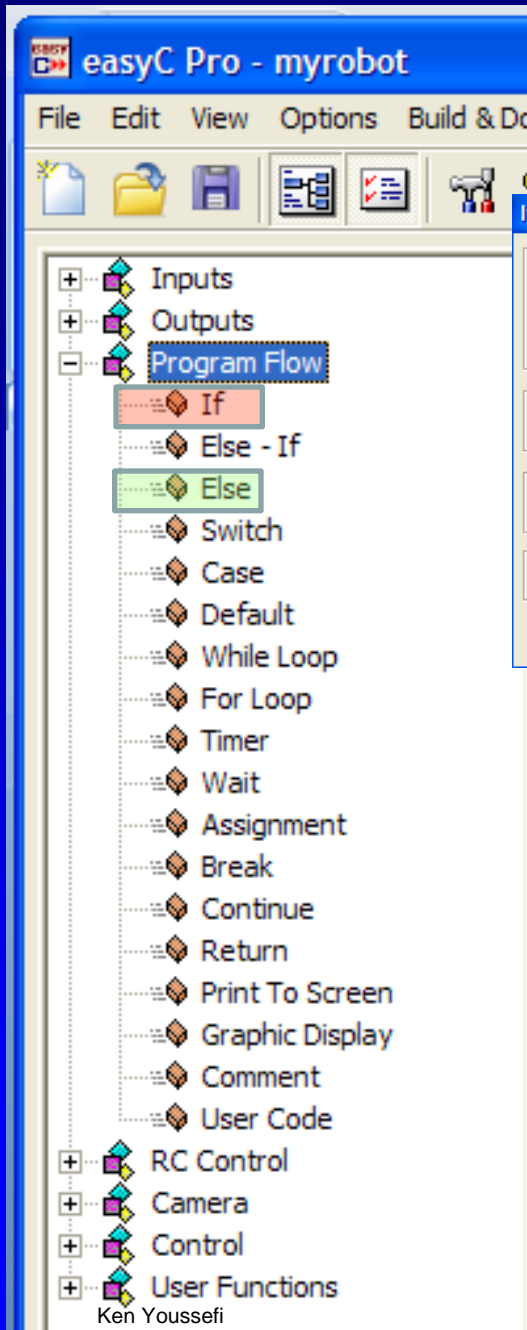 easyC Pro - myrobot
File Edit View Options Build & Do
Inputs
Outputs
Program Flow
If
Else - If
Else
Switch
Case
Default
While Loop
For Loop
Timer
Wait
Assignment
Break
Continue
Return
Print To Screen
Graphic Display
Comment
User Code
RC Control
Camera
Control
User Functions
Ken Youssefi